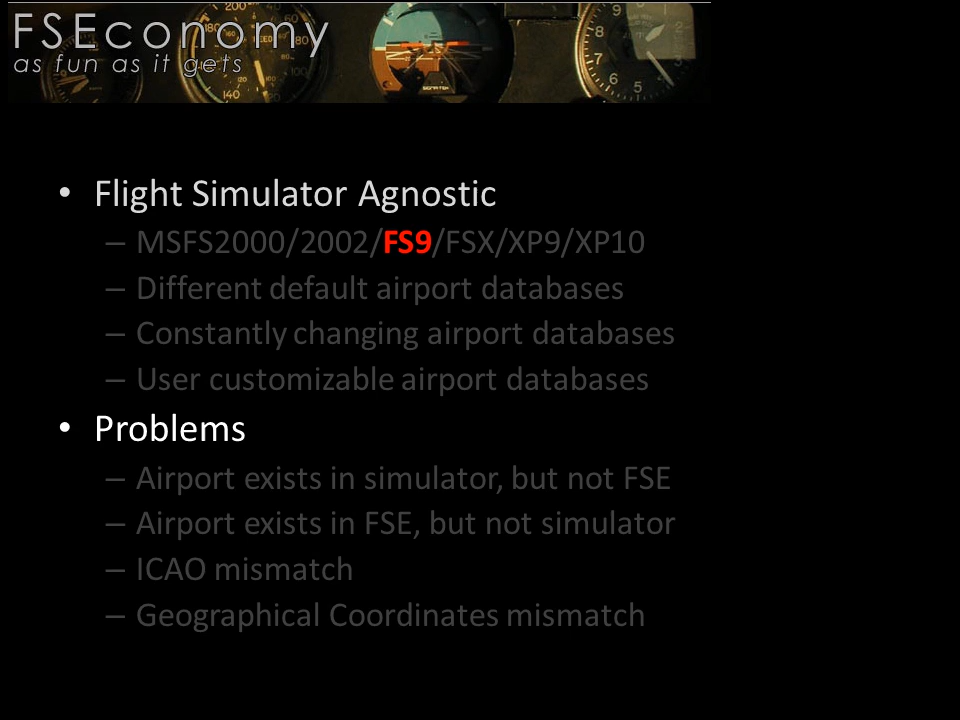 FSEconomy
as fun as it gets
• Flight Simulator Agnostic
– MSFS2000/2002/FS9/FSX/XP9/XP10
– Different default airport databases
– Constantly changing airport databases
– User customizable airport databases
• Problems
– Airport exists in simulator, but not FSE
– Airport exists in FSE, but not simulator
– ICAO mismatch
– Geographical Coordinates mismatch